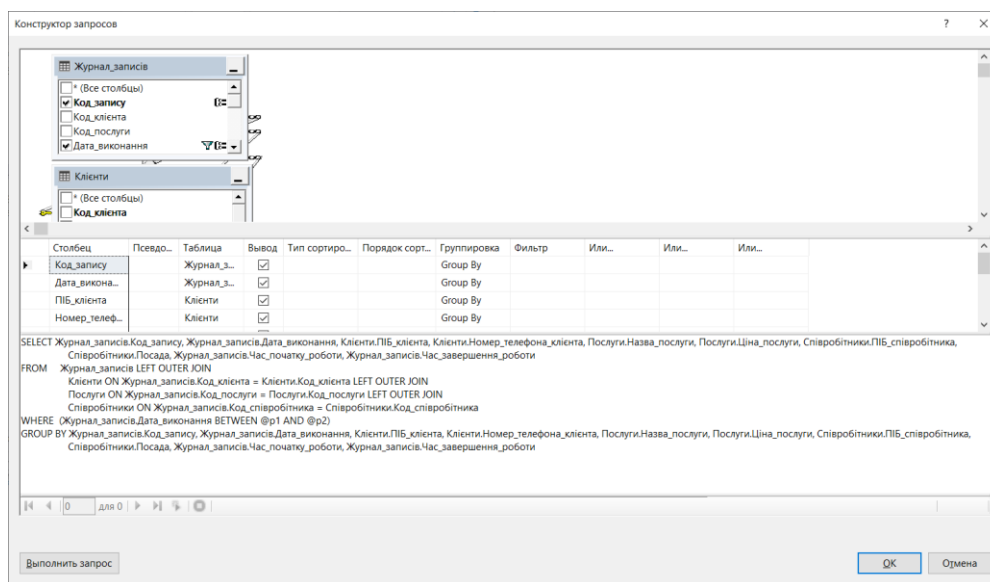 Конструктор запросов ? ×
Журнал_записів
* (Все столбцы)
Код_запису
Код_клієнта
Код_послуги
Дата_виконання
Клієнти
* (Все столбцы)
Код_клієнта
Столбец Псевдо... Таблица Вывод Тип сортиро... Порядок сорт... Группировка Фильтр Или... Или... Или...
Код_запису Журнал_з... Group By
Дата_викона... Журнал_з... Group By
ПІБ_клієнта Клієнти Group By
Номер_телеф... Клієнти Group By
SELECT Журнал_записів.Код_запису, Журнал_записів.Дата_виконання, Клієнти.ПІБ_клієнта, Клієнти.Номер_телефона_клієнта, Послуги.Назва_послуги, Послуги.Ціна_послуги, Співробітники.ПІБ_співробітника,
Співробітники.Посада, Журнал_записів.Час_початку_роботи, Журнал_записів.Час_завершення_роботи
FROM Журнал_записів LEFT OUTER JOIN
Клієнти ON Журнал_записів.Код_клієнта = Клієнти.Код_клієнта LEFT OUTER JOIN
Послуги ON Журнал_записів.Код_послуги = Послуги.Код_послуги LEFT OUTER JOIN
Співробітники ON Журнал_записів.Код_співробітника = Співробітники.Код_співробітника
WHERE (Журнал_записів.Дата_виконання BETWEEN @p1 AND @p2)
GROUP BY Журнал_записів.Код_запису, Журнал_записів.Дата_виконання, Клієнти.ПІБ_клієнта, Клієнти.Номер_телефона_клієнта, Послуги.Назва_послуги, Послуги.Ціна_послуги, Співробітники.ПІБ_співробітника,
Співробітники.Посада, Журнал_записів.Час_початку_роботи, Журнал_записів.Час_завершення_роботи
0 для 0
Выполнить запрос OK Отмена